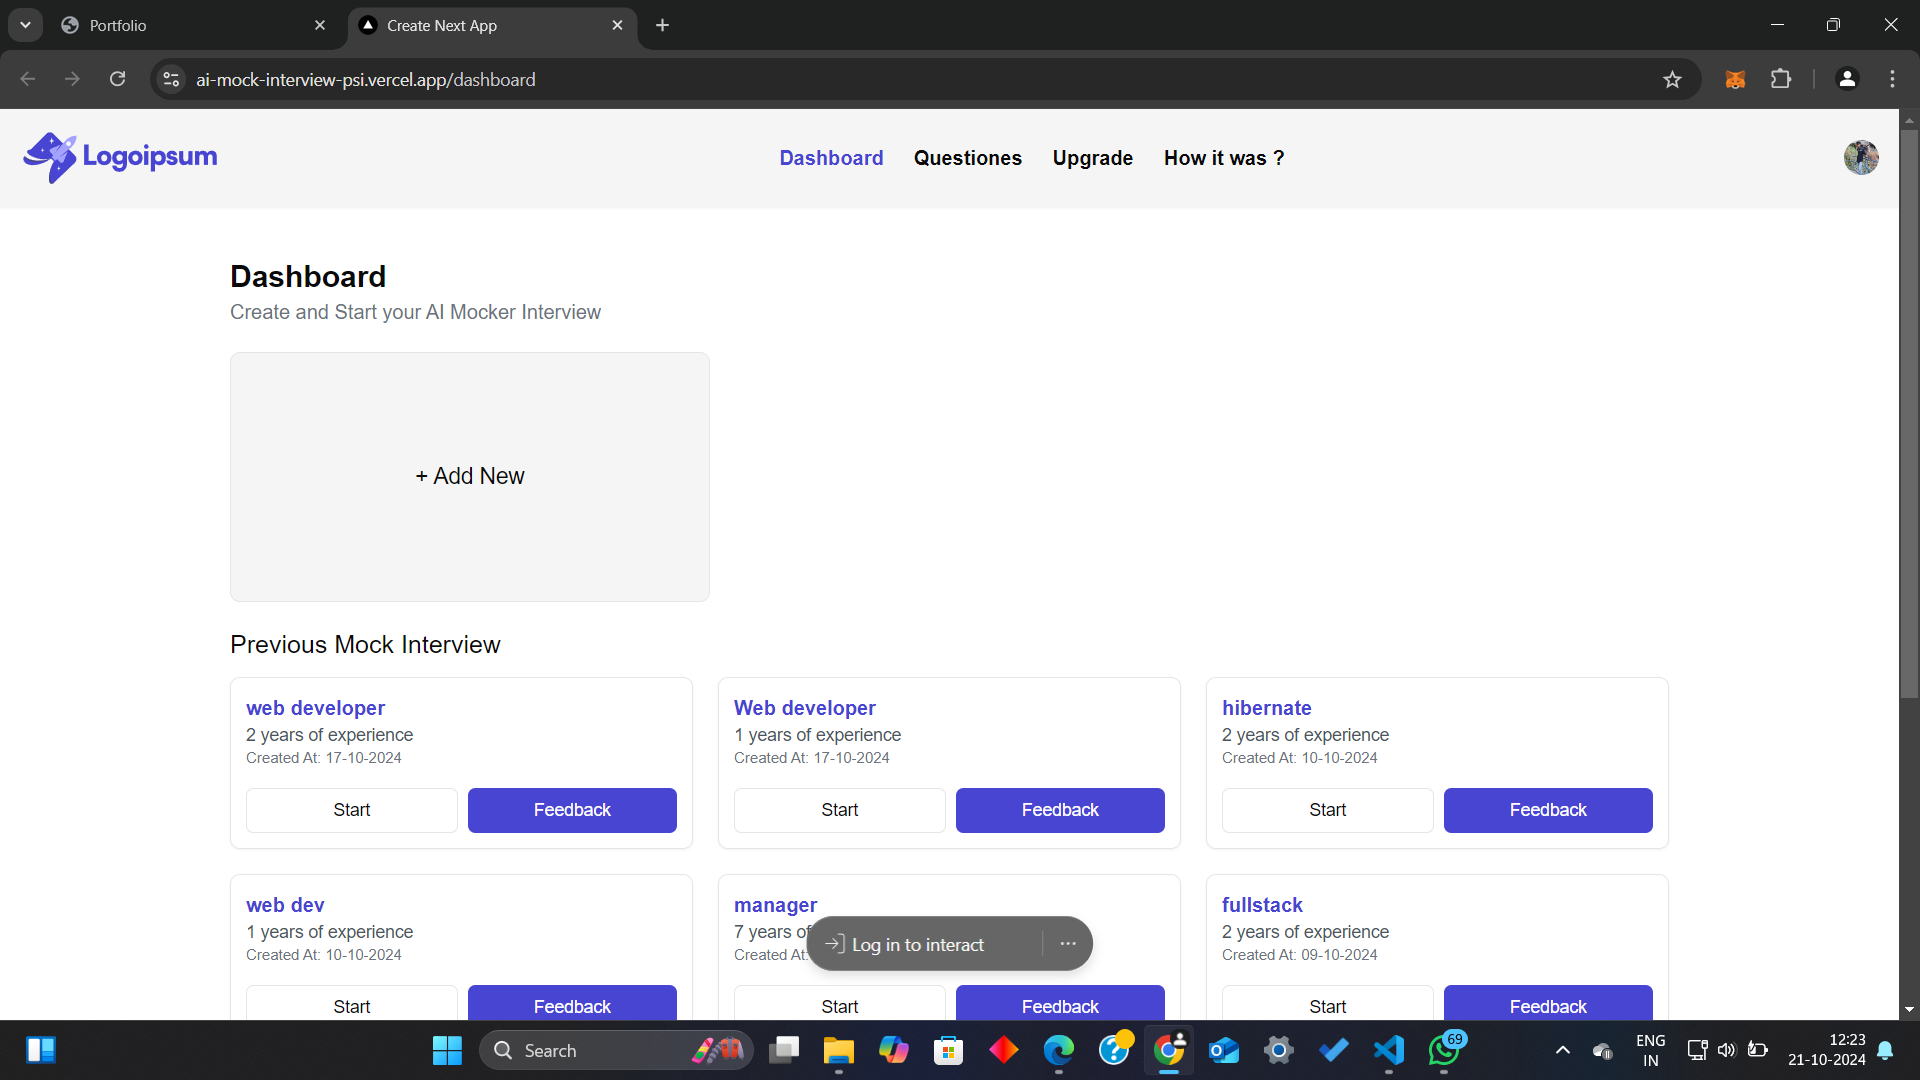 Portfolio
Create Next App
ai-mock-interview-psi.vercel.app/dashboard
Logoipsum
Dashboard Questiones Upgrade How it was ?
Dashboard
Create and Start your AI Mocker Interview
+ Add New
Previous Mock Interview
web developer
2 years of experience
Created At: 17-10-2024
Start Feedback
Web developer
1 years of experience
Created At: 17-10-2024
Start Feedback
hibernate
2 years of experience
Created At: 10-10-2024
Start Feedback
web dev
1 years of experience
Created At: 10-10-2024
Start Feedback
manager
7 years of
Created At:
Start Feedback
fullstack
2 years of experience
Created At: 09-10-2024
Start Feedback
Log in to interact
Search
69
ENG
IN
12:23
21-10-2024